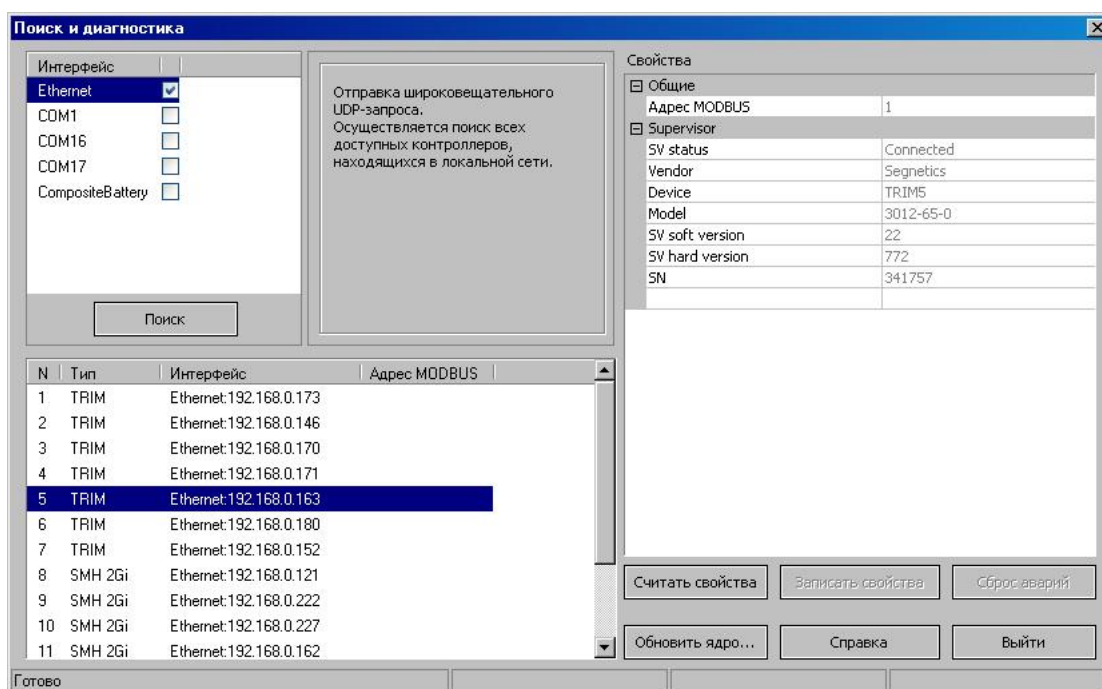 Поиск и диагностика
Интерфейс
Ethernet
COM1
COM16
COM17
CompositeBattery
Поиск
Отправка широковещательного
UDP-запроса.
Осуществляется поиск всех
доступных контроллеров,
находящихся в локальной сети.
N Тип Интерфейс Адрес MODBUS
1 TRIM Ethernet:192.168.0.173
2 TRIM Ethernet:192.168.0.146
3 TRIM Ethernet:192.168.0.170
4 TRIM Ethernet:192.168.0.171
5 TRIM Ethernet:192.168.0.163
6 TRIM Ethernet:192.168.0.180
7 TRIM Ethernet:192.168.0.152
8 SMH 2Gi Ethernet:192.168.0.121
9 SMH 2Gi Ethernet:192.168.0.222
10 SMH 2Gi Ethernet:192.168.0.227
11 SMH 2Gi Ethernet:192.168.0.162
Свойства
Общие
Адрес MODBUS 1
Supervisor
SV status Connected
Vendor Segnetics
Device TRIM5
Model 3012-65-0
SV soft version 22
SV hard version 772
SN 341757
Считать свойства Записать свойства Сброс аварий
Обновить ядро... Справка Выйти
Готово